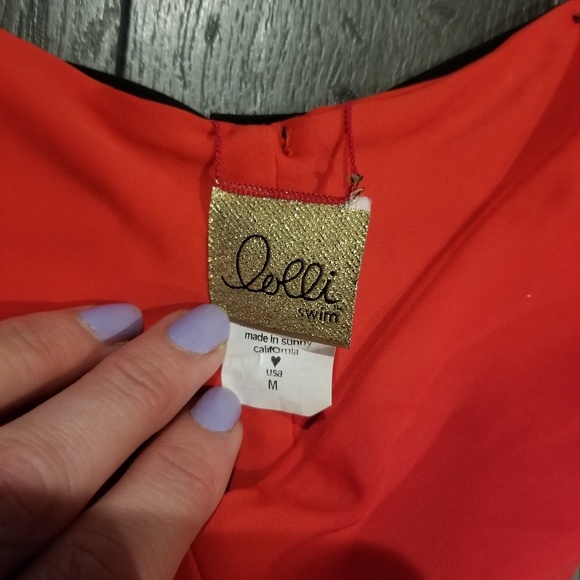 lolli
swim
made in sunny
california
♥
usa
M